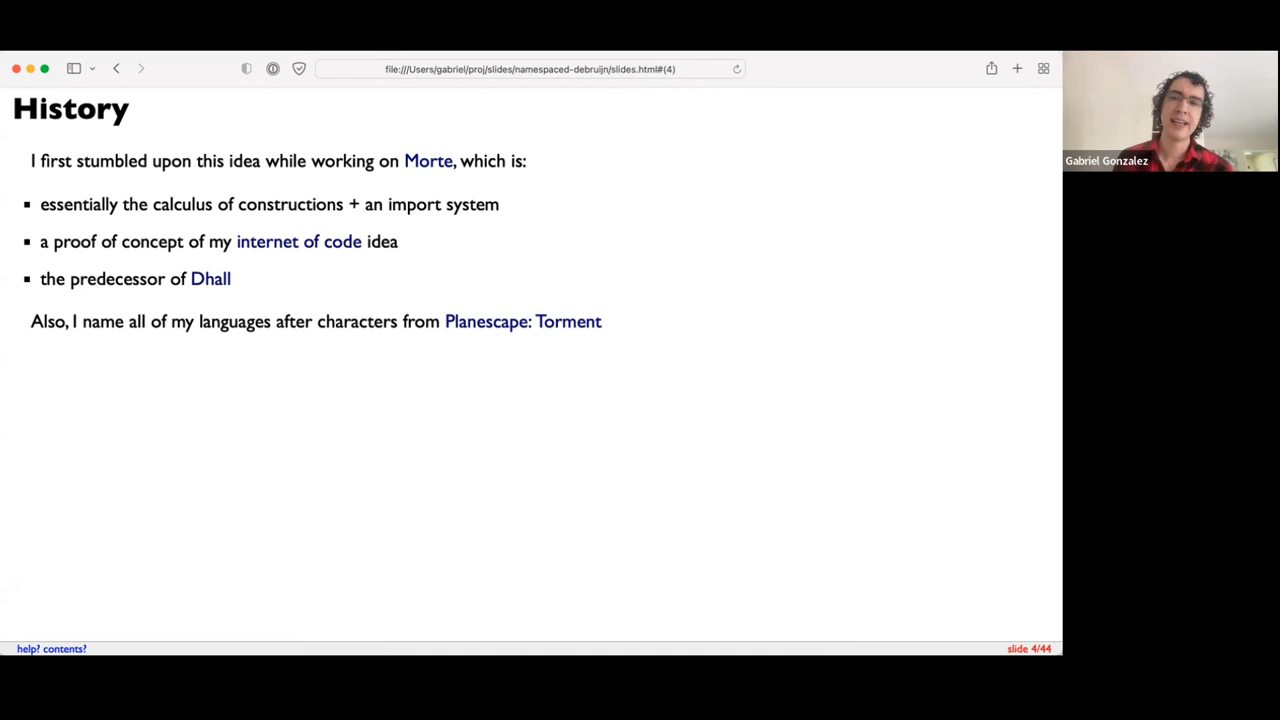 file:///Users/gabriel/proj/slides/namespaced-debruijn/slides.html#(4)
History
I first stumbled upon this idea while working on Morte, which is:
▪ essentially the calculus of constructions + an import system
▪ a proof of concept of my internet of code idea
▪ the predecessor of Dhall
Also, I name all of my languages after characters from Planescape: Torment
help? contents?
slide 4/44
Gabriel Gonzalez